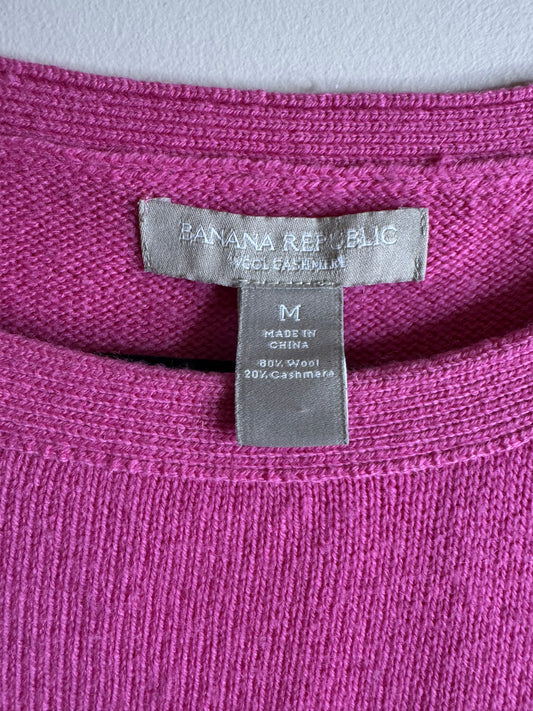 BANANA REPUBLIC
WOOL CASHMERE
M
MADE IN
CHINA
80% Wool
20% Cashmere